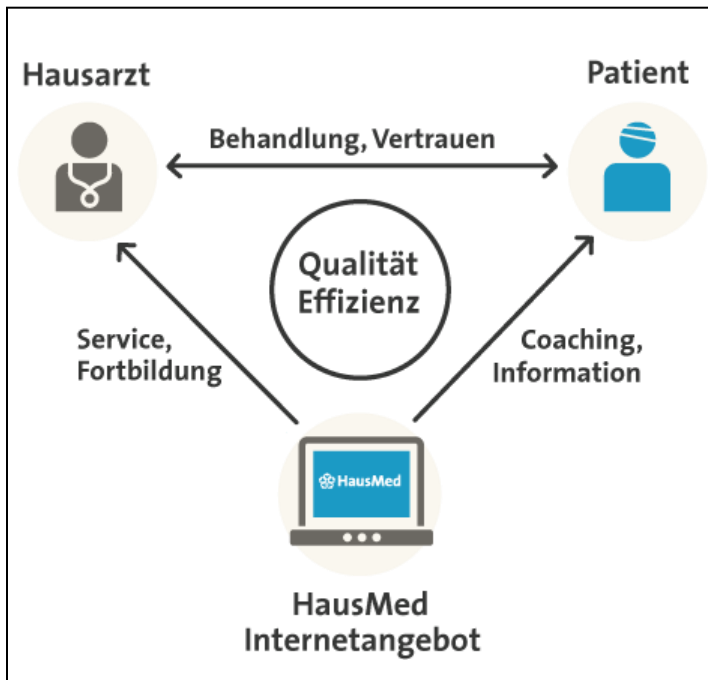 Hausarzt
Patient
Behandlung, Vertrauen
Qualität
Effizienz
Service,
Fortbildung
Coaching,
Information
HausMed
HausMed
Internetangebot